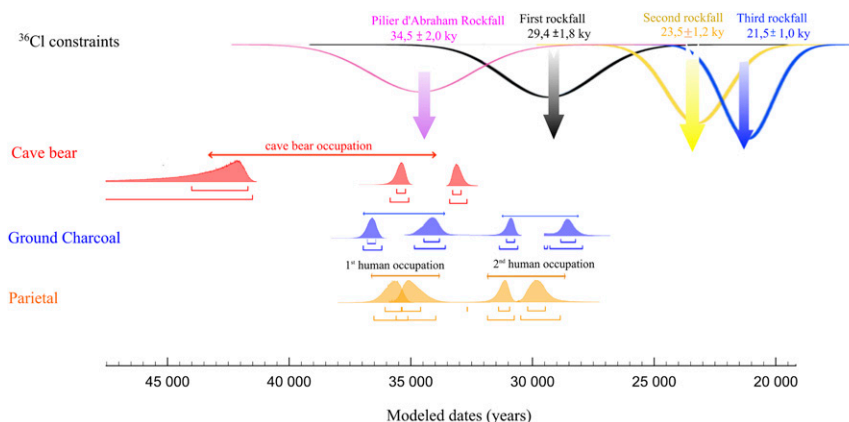 Pilier d'Abraham Rockfall
34,5 ± 2,0 ky
First rockfall
29,4 ±1,8 ky
Second rockfall
23,5±1,2 ky
Third rockfall
21,5± 1,0 ky
³⁶Cl constraints
Cave bear
cave bear occupation
Ground Charcoal
1st human occupation
2nd human occupation
Parietal
45 000 40 000 35 000 30 000 25 000 20 000
Modeled dates (years)